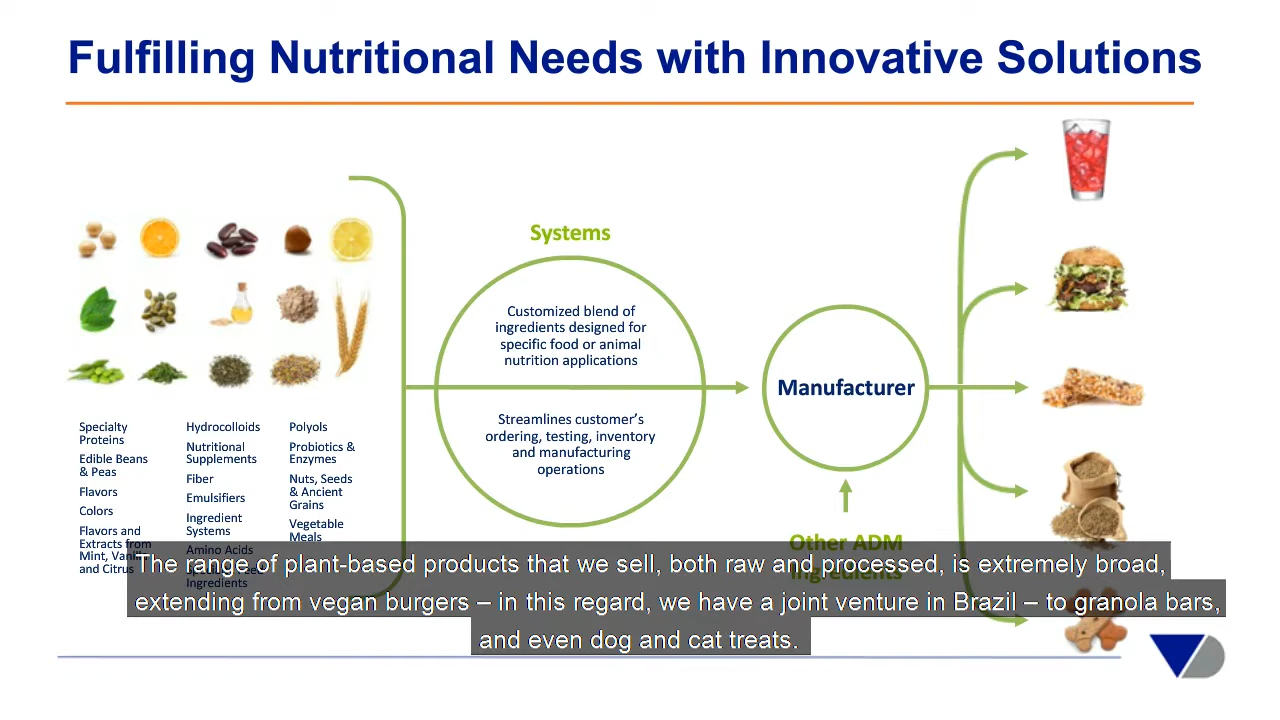 Fulfilling Nutritional Needs with Innovative Solutions
Systems
Customized blend of
ingredients designed for
specific food or animal
nutrition applications
Streamlines customer's
ordering, testing, inventory
and manufacturing
operations
Manufacturer
Other ADM
Ingredients
Specialty
Proteins
Edible Beans
& Peas
Flavors
Colors
Flavors and
Extracts from
Mint, Vanilla
and Citrus
Hydrocolloids
Nutritional
Supplements
Fiber
Emulsifiers
Ingredient
Systems
Amino Acids
Ingredients
Polyols
Probiotics &
Enzymes
Nuts, Seeds
& Ancient
Grains
Vegetable
Meals
The range of plant-based products that we sell, both raw and processed, is extremely broad,
extending from vegan burgers – in this regard, we have a joint venture in Brazil – to granola bars,
and even dog and cat treats.